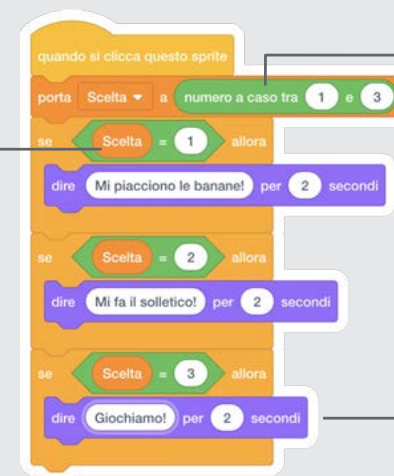 quando si clicca questo sprite
porta Scelta a numero a caso tra 1 e 3
se Scelta = 1 allora
dire Mi piacciono le banane! per 2 secondi
se Scelta = 2 allora
dire Mi fa il solletico! per 2 secondi
se Scelta = 3 allora
dire Giochiamo! per 2 secondi